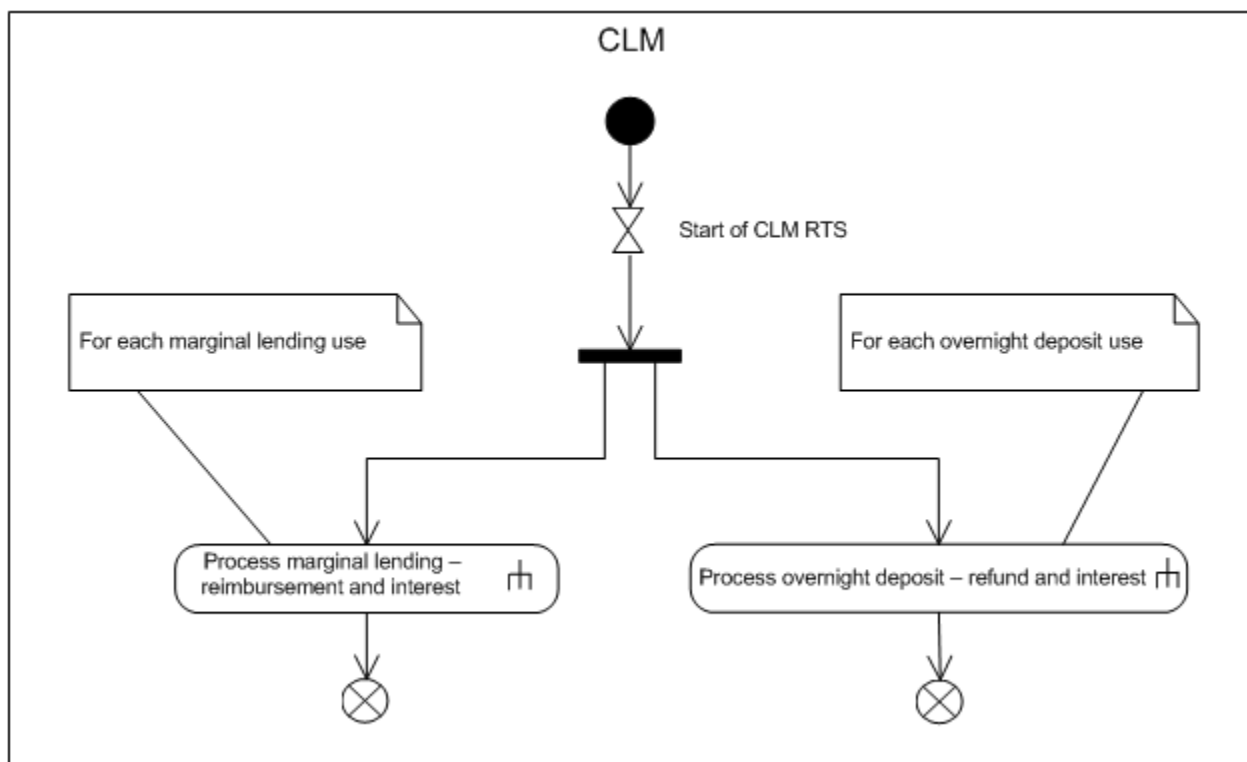 CLM
Start of CLM RTS
For each marginal lending use
For each overnight deposit use
Process marginal lending –
reimbursement and interest
Process overnight deposit – refund and interest